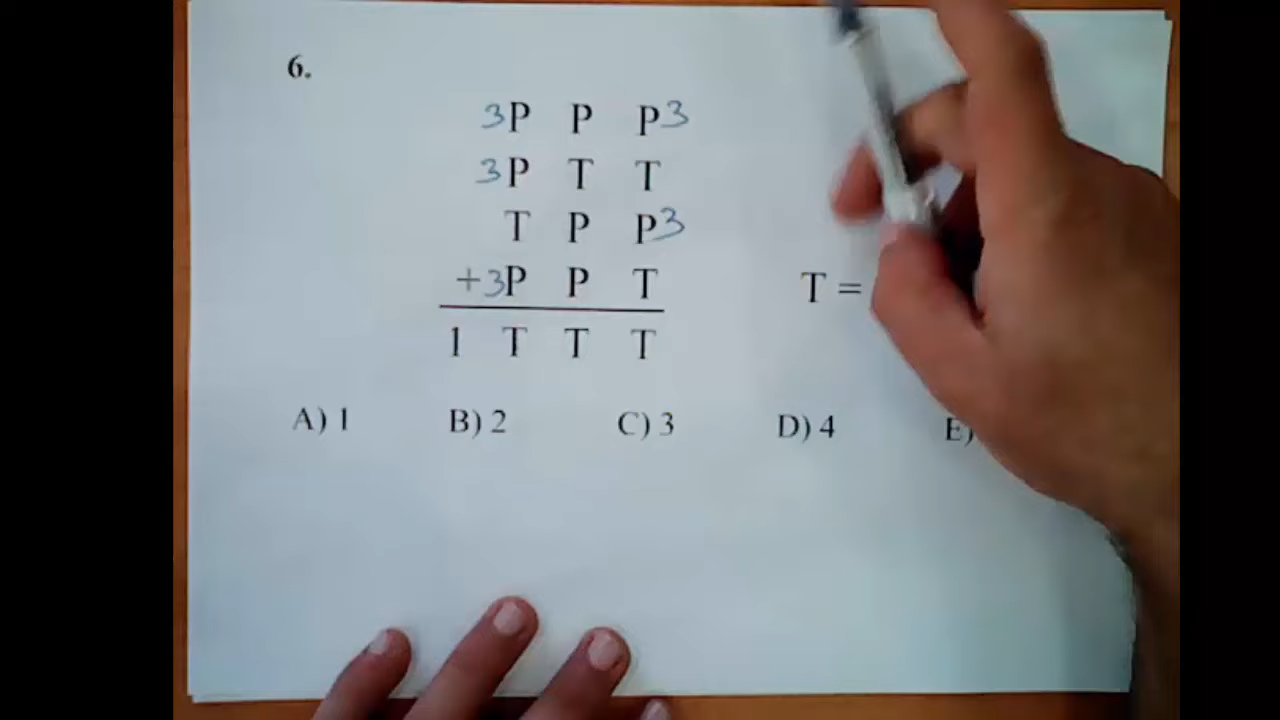 6.
3P P P3
3P T T
T P P3
+3P P T
1 T T T
T =
A) 1 B) 2 C) 3 D) 4 E)